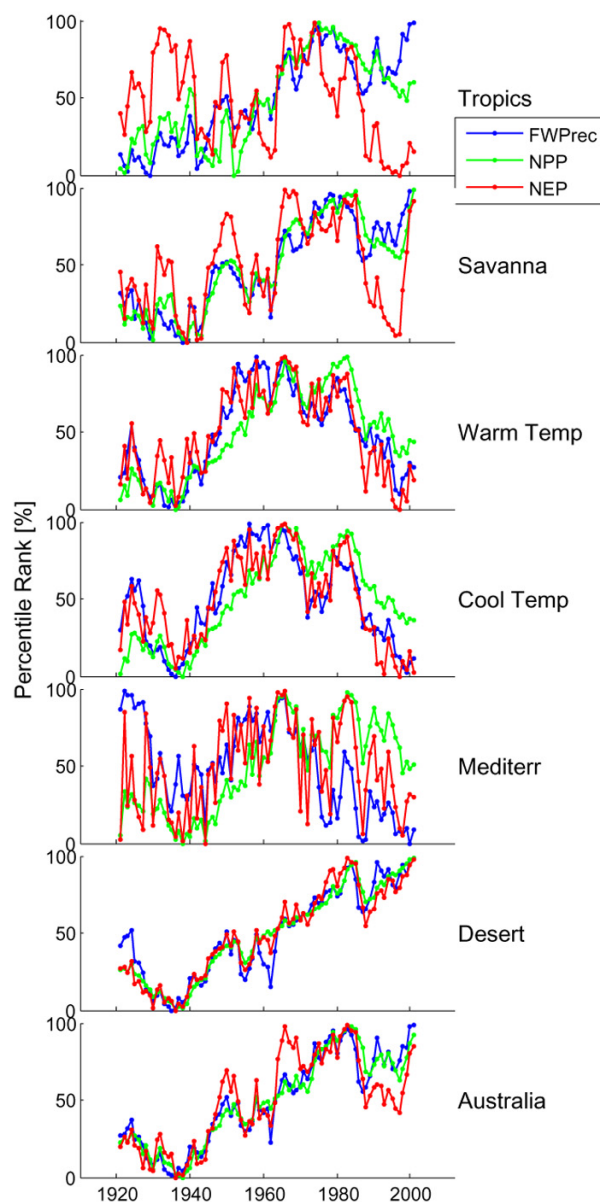 Percentile Rank [%]
100
50
0
Tropics
FWPrec
NPP
NEP
100
50
0
Savanna
100
50
0
Warm Temp
100
50
0
Cool Temp
100
50
0
Mediterr
100
50
0
Desert
100
50
0
Australia
1920 1940 1960 1980 2000